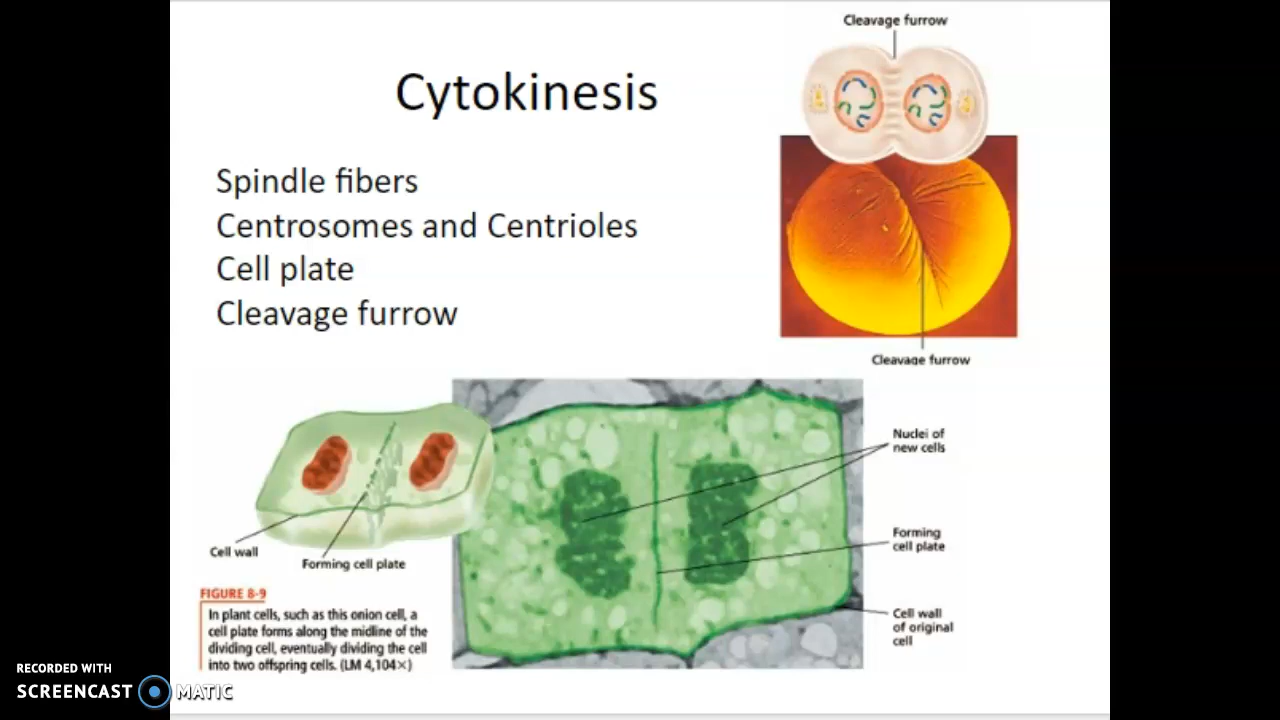 Cleavage furrow
Cytokinesis
Spindle fibers
Centrosomes and Centrioles
Cell plate
Cleavage furrow
Cleavage furrow
Nuclei of
new cells
Forming
cell plate
Cell wall
of original
cell
Cell wall
Forming cell plate
FIGURE 8-9
In plant cells, such as this onion cell, a
cell plate forms along the midline of the
dividing cell, eventually dividing the cell
into two offspring cells. (LM 4,104×)
RECORDED WITH
SCREENCAST MATIC